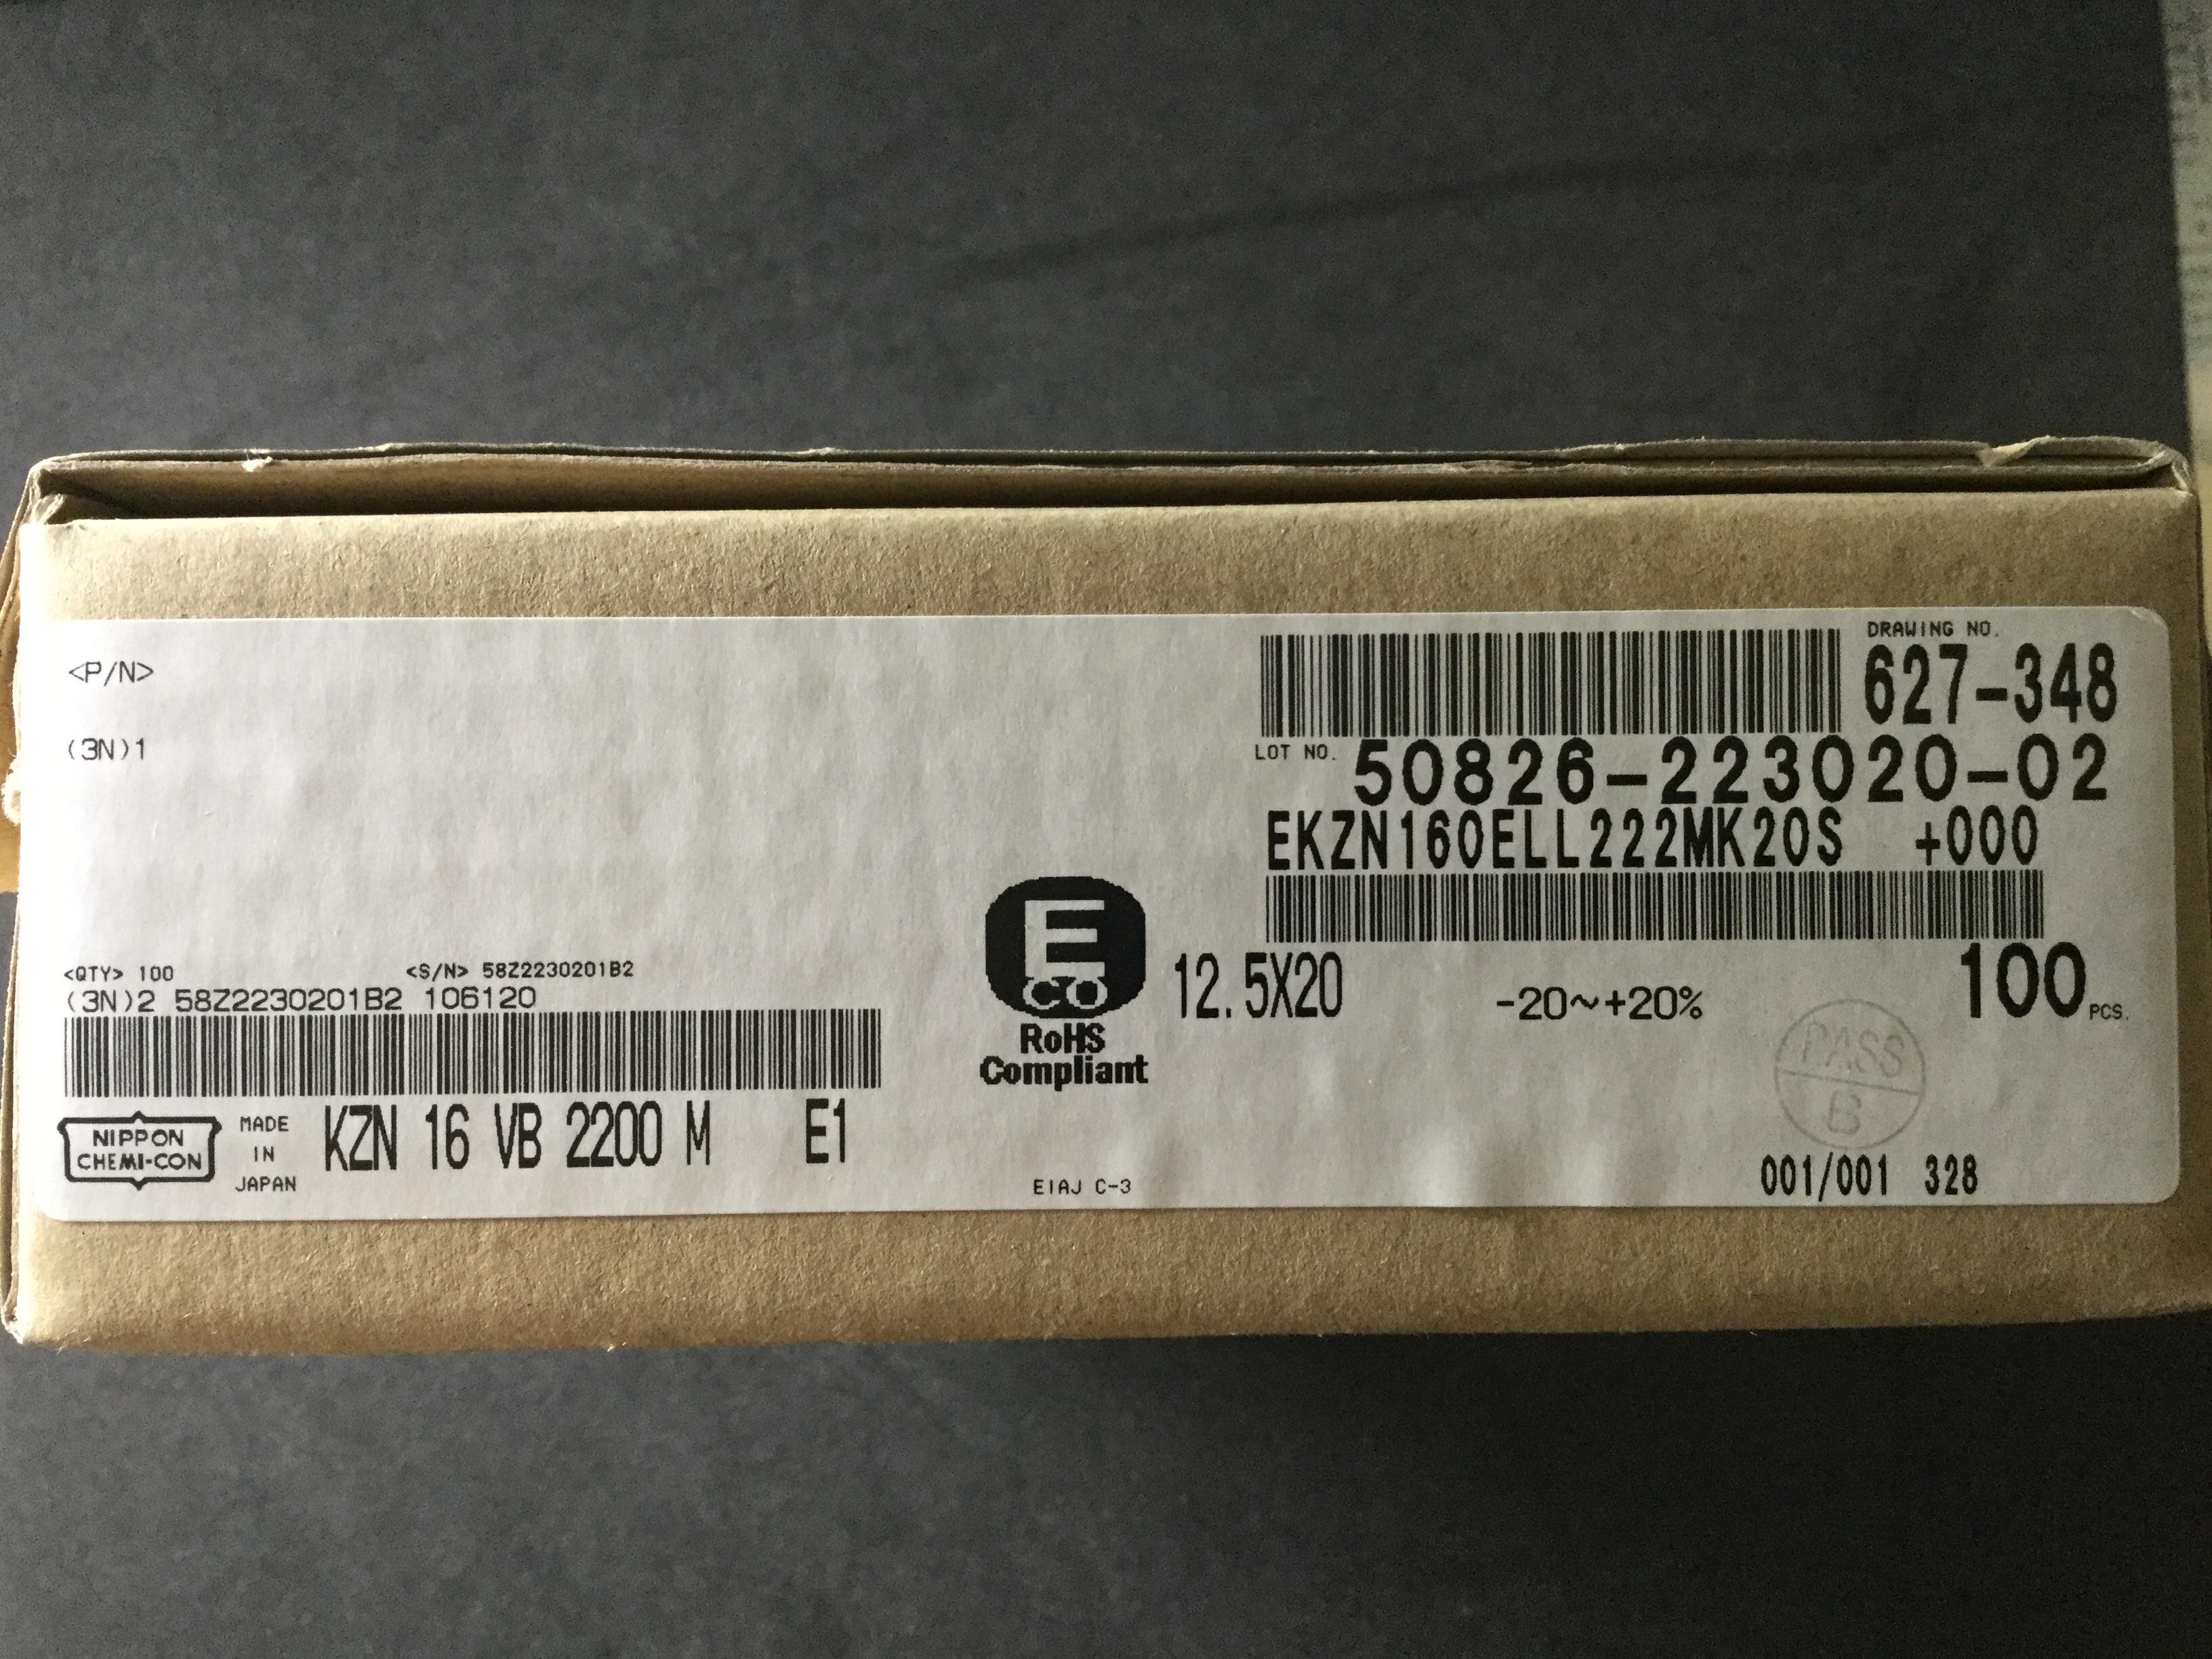 <P/N>
(3N)1
DRAWING NO.
627-348
LOT NO. 50826-223020-02
EKZN160ELL222MK20S +000
<QTY> 100 <S/N> 58Z2230201B2
(3N)2 58Z2230201B2 106120
E
CO
RoHS
Compliant
12.5X20 -20~+20% 100 PCS.
PASS
B
NIPPON
CHEMI-CON
MADE
IN
JAPAN
KZN 16 VB 2200 M E1
EIAJ C-3
001/001 328